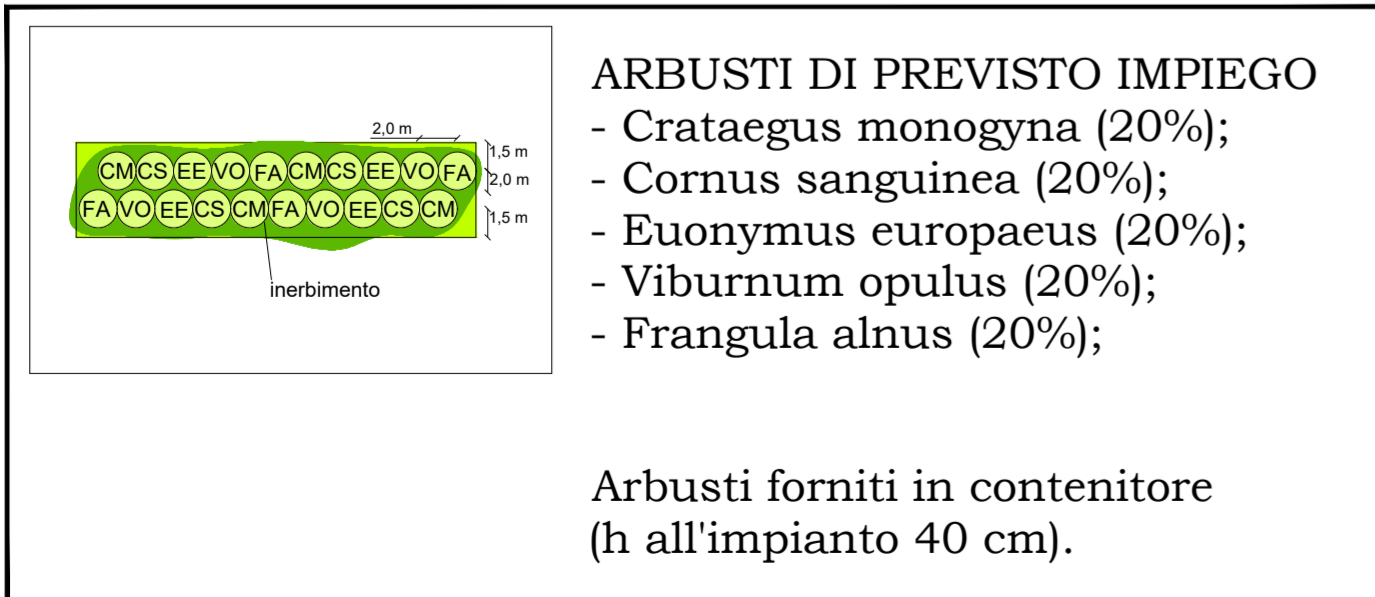 2,0 m
1,5 m
CM CS EE VO FA CM CS EE VO FA
2,0 m
FA VO EE CS CM FA VO EE CS CM
1,5 m
inerbimento
ARBUSTI DI PREVISTO IMPIEGO
- Crataegus monogyna (20%);
- Cornus sanguinea (20%);
- Euonymus europaeus (20%);
- Viburnum opulus (20%);
- Frangula alnus (20%);
Arbusti forniti in contenitore
(h all'impianto 40 cm).